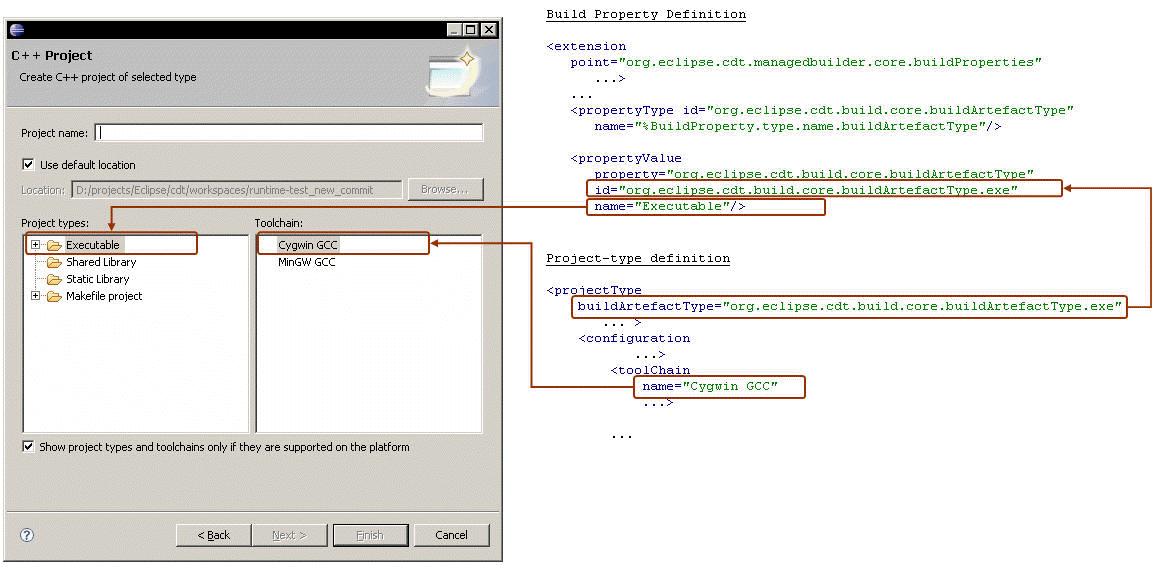 C++ Project
Create C++ project of selected type
Project name:
Use default location
Location: D:/projects/Eclipse/cdt/workspaces/runtime-test_new_commit Browse...
Project types: Toolchain:
Executable Cygwin GCC
Shared Library MinGW GCC
Static Library
Makefile project
Show project types and toolchains only if they are supported on the platform
? < Back Next > Finish Cancel
Build Property Definition
<extension
point="org.eclipse.cdt.managedbuilder.core.buildProperties"
...>
...
<propertyType id="org.eclipse.cdt.build.core.buildArtefactType"
name="%BuildProperty.type.name.buildArtefactType"/>
<propertyValue
property="org.eclipse.cdt.build.core.buildArtefactType"
id="org.eclipse.cdt.build.core.buildArtefactType.exe"
name="Executable"/>
Project-type definition
<projectType
buildArtefactType="org.eclipse.cdt.build.core.buildArtefactType.exe"
... >
<configuration
...>
<toolChain
name="Cygwin GCC"
...>
...